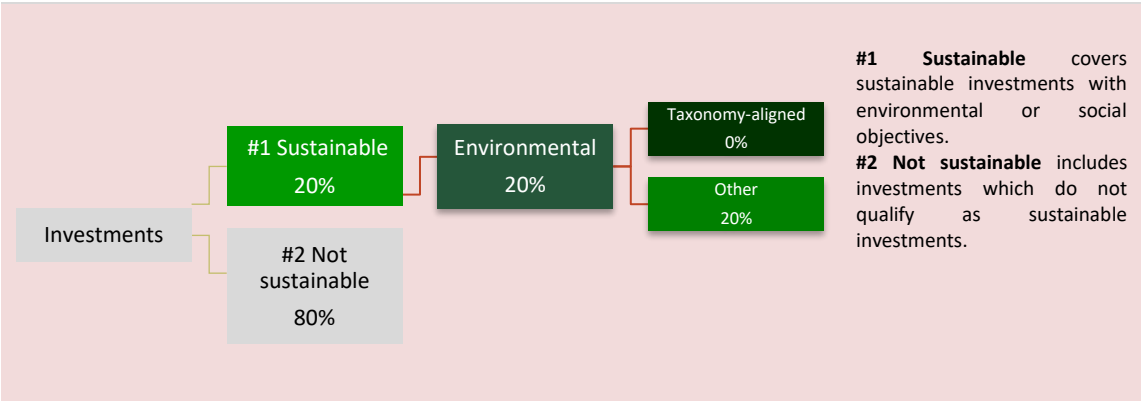 Investments
#1 Sustainable
20%
#2 Not
sustainable
80%
Environmental
20%
Taxonomy-aligned
0%
Other
20%
#1 Sustainable covers
sustainable investments with
environmental or social
objectives.
#2 Not sustainable includes
investments which do not
qualify as sustainable
investments.